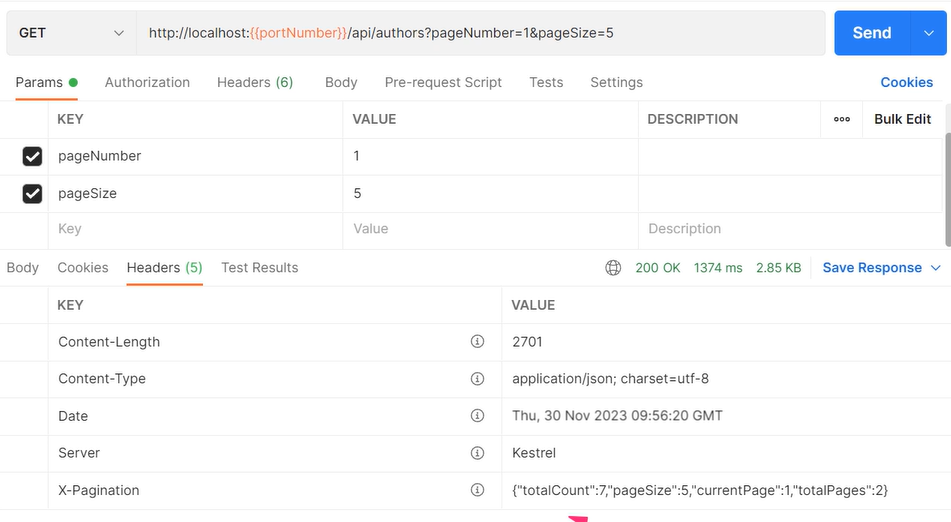 GET http://localhost:{{portNumber}}/api/authors?pageNumber=1&pageSize=5 Send
Params Authorization Headers (6) Body Pre-request Script Tests Settings Cookies
KEY VALUE DESCRIPTION Bulk Edit
pageNumber 1
pageSize 5
Key Value Description
Body Cookies Headers (5) Test Results 200 OK 1374 ms 2.85 KB Save Response
KEY VALUE
Content-Length 2701
Content-Type application/json; charset=utf-8
Date Thu, 30 Nov 2023 09:56:20 GMT
Server Kestrel
X-Pagination {"totalCount":7,"pageSize":5,"currentPage":1,"totalPages":2}